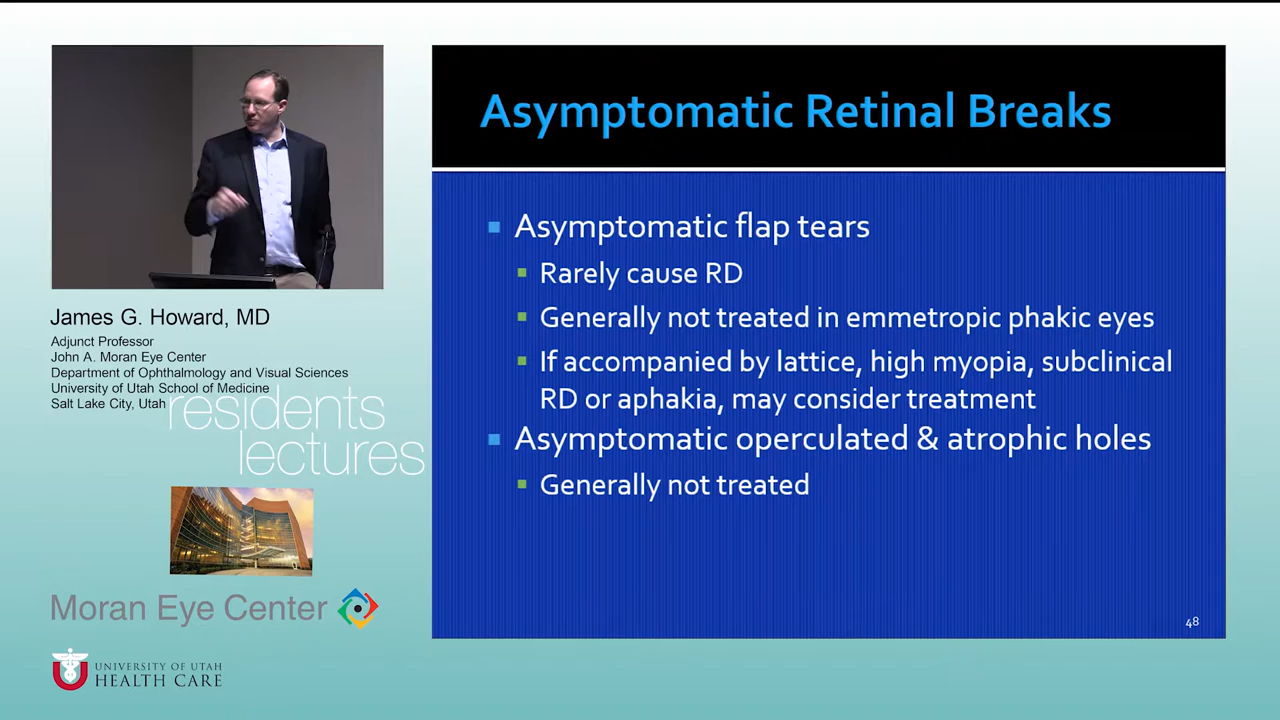 Asymptomatic Retinal Breaks
Asymptomatic flap tears
Rarely cause RD
Generally not treated in emmetropic phakic eyes
If accompanied by lattice, high myopia, subclinical
RD or aphakia, may consider treatment
Asymptomatic operculated & atrophic holes
Generally not treated
48
James G. Howard, MD
Adjunct Professor
John A. Moran Eye Center
Department of Ophthalmology and Visual Sciences
University of Utah School of Medicine
Salt Lake City, Utah
residents
lectures
Moran Eye Center
UNIVERSITY OF UTAH
HEALTH CARE